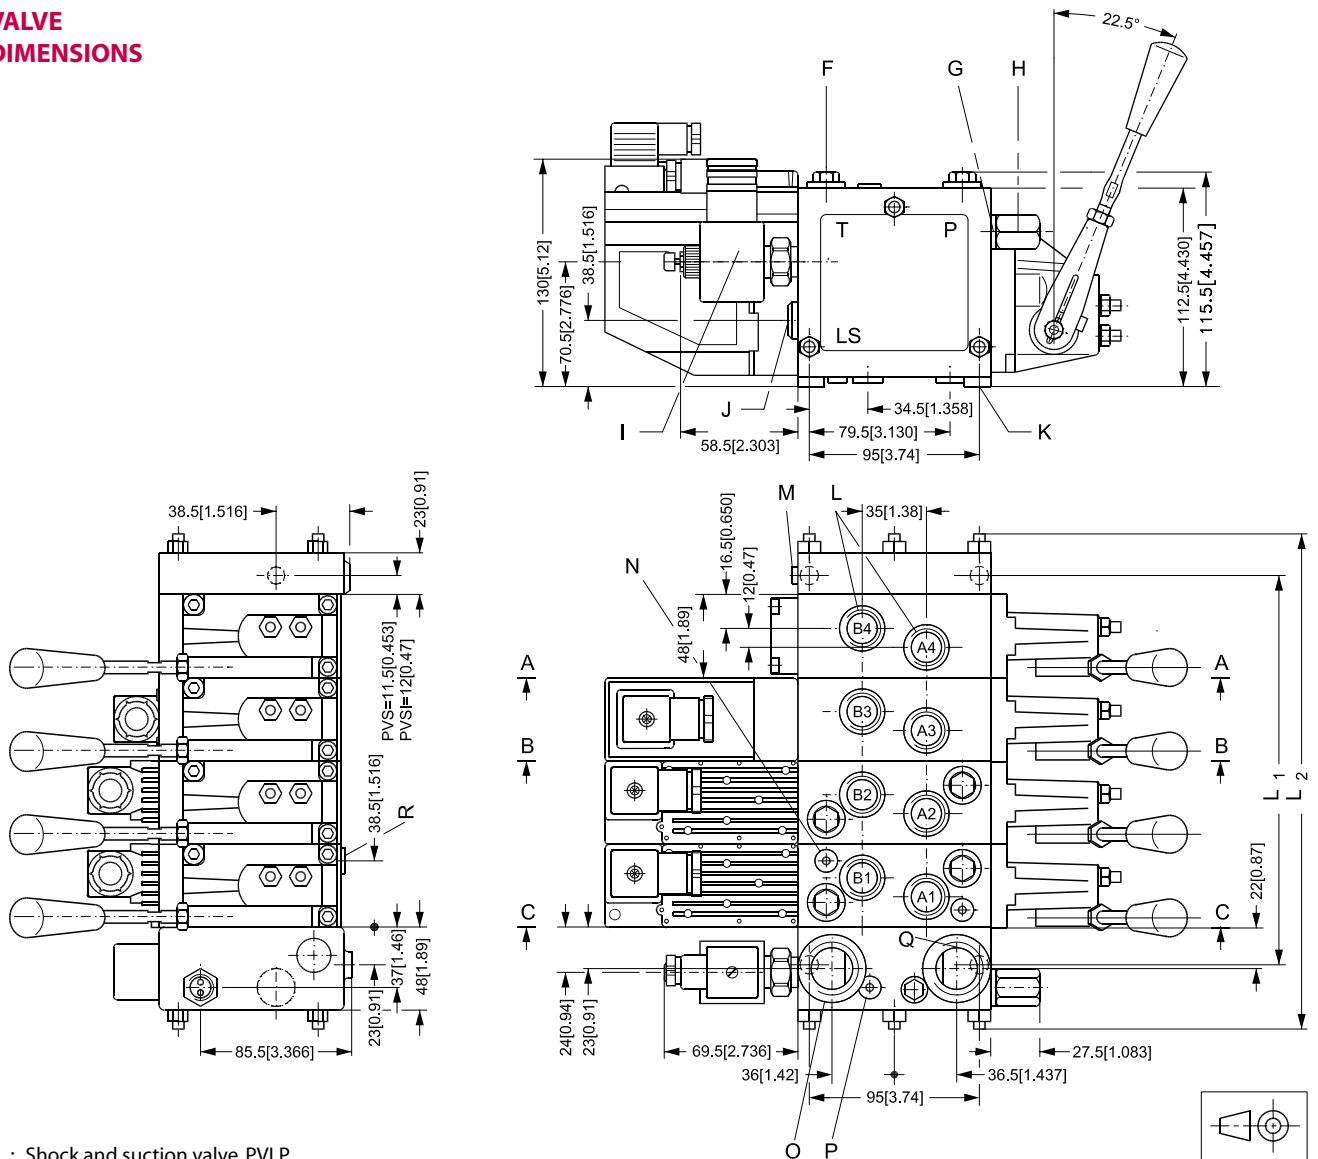 VALVE
DIMENSIONS
22.5°
F
G
H
T
P
LS
130[5.12]
70.5[2.776]
38.5[1.516]
112.5[4.430]
115.5[4.457]
I
J
K
34.5[1.358]
58.5[2.303]
79.5[3.130]
95[3.74]
38.5[1.516]
23[0.91]
PVS=11.5[0.453]
PVSI=12[0.47]
38.5[1.516]
R
37[1.46]
48[1.89]
23[0.91]
85.5[3.366]
M
L
N
35[1.38]
16.5[0.650]
12[0.47]
48[1.89]
B4
A4
A
A
B3
A3
B
B
B2
A2
B1
A1
C
C
L1
L2
22[0.87]
Q
24[0.94]
23[0.91]
69.5[2.736]
27.5[1.083]
36[1.42]
36.5[1.437]
95[3.74]
O
P
: Shock and suction valve, PVLP